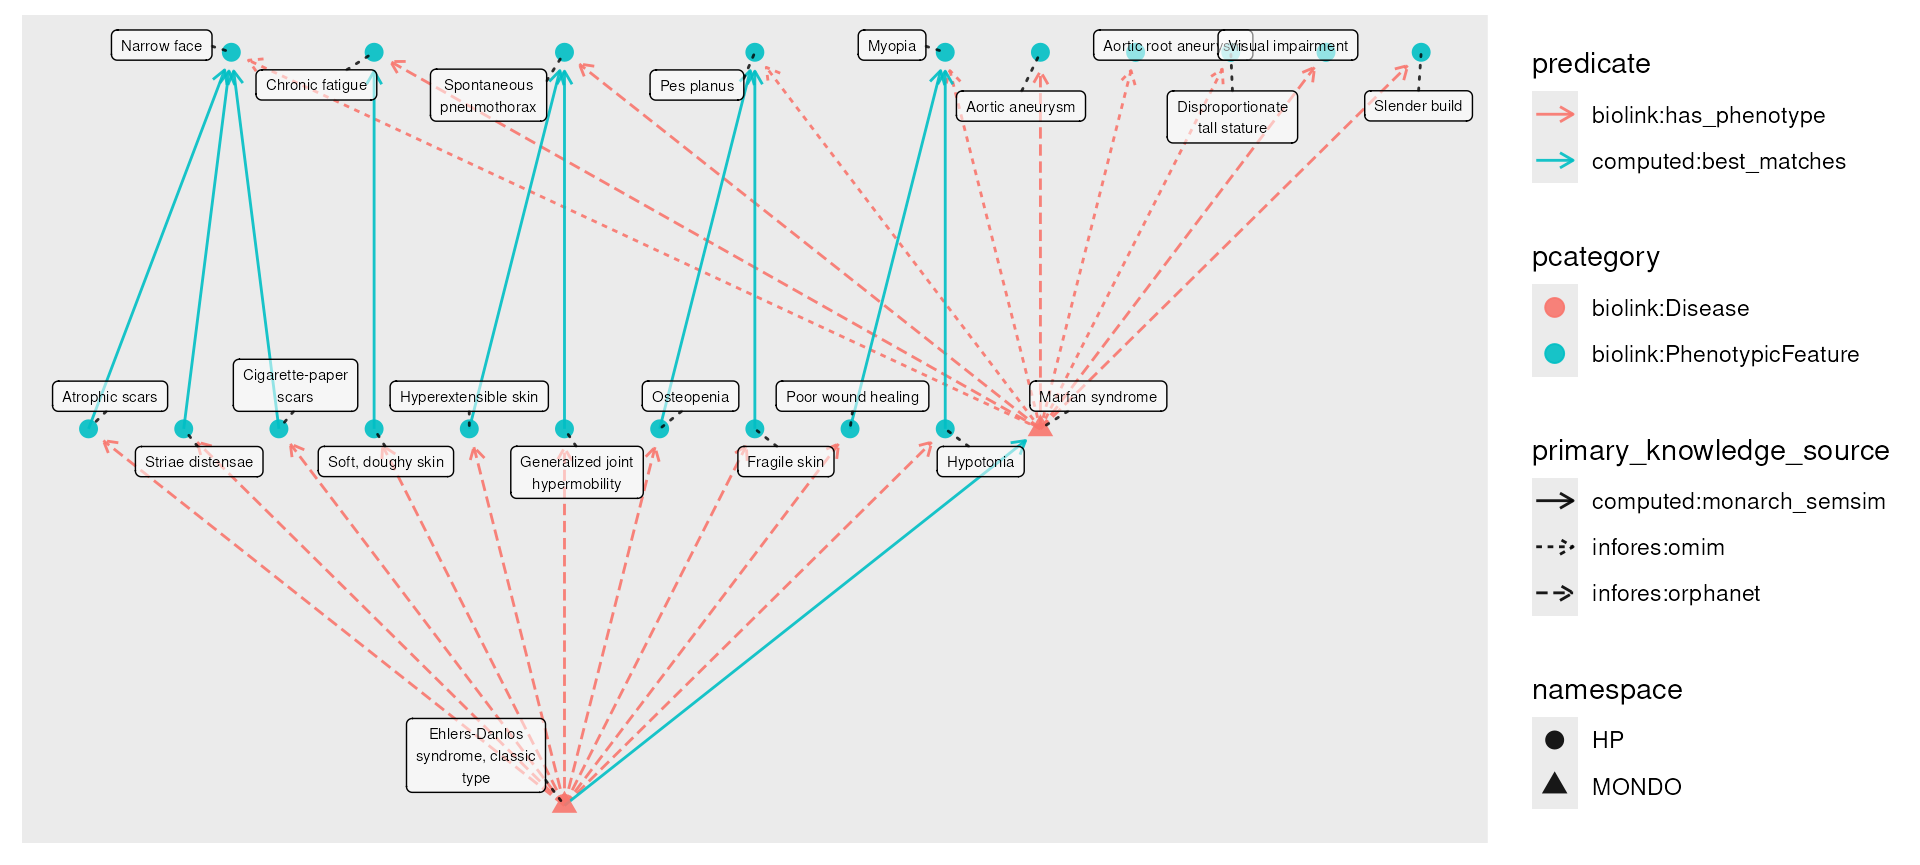 Narrow face
Chronic fatigue
Spontaneous
pneumothorax
Pes planus
Myopia
Aortic aneurysm
Aortic root
Visual impairment
Disproportionate
tall stature
Slender build
Atrophic scars
Striae distensae
Cigarette-paper
scars
Soft, doughy skin
Hyperextensible skin
Generalized joint
hypermobility
Osteopenia
Fragile skin
Poor wound healing
Hypotonia
Marfan syndrome
Ehlers-Danlos
syndrome, classic
type
predicate
biolink:has_phenotype
computed:best_matches
pcategory
biolink:Disease
biolink:PhenotypicFeature
primary_knowledge_source
computed:monarch_semsim
infores:omim
infores:orphanet
namespace
HP
MONDO